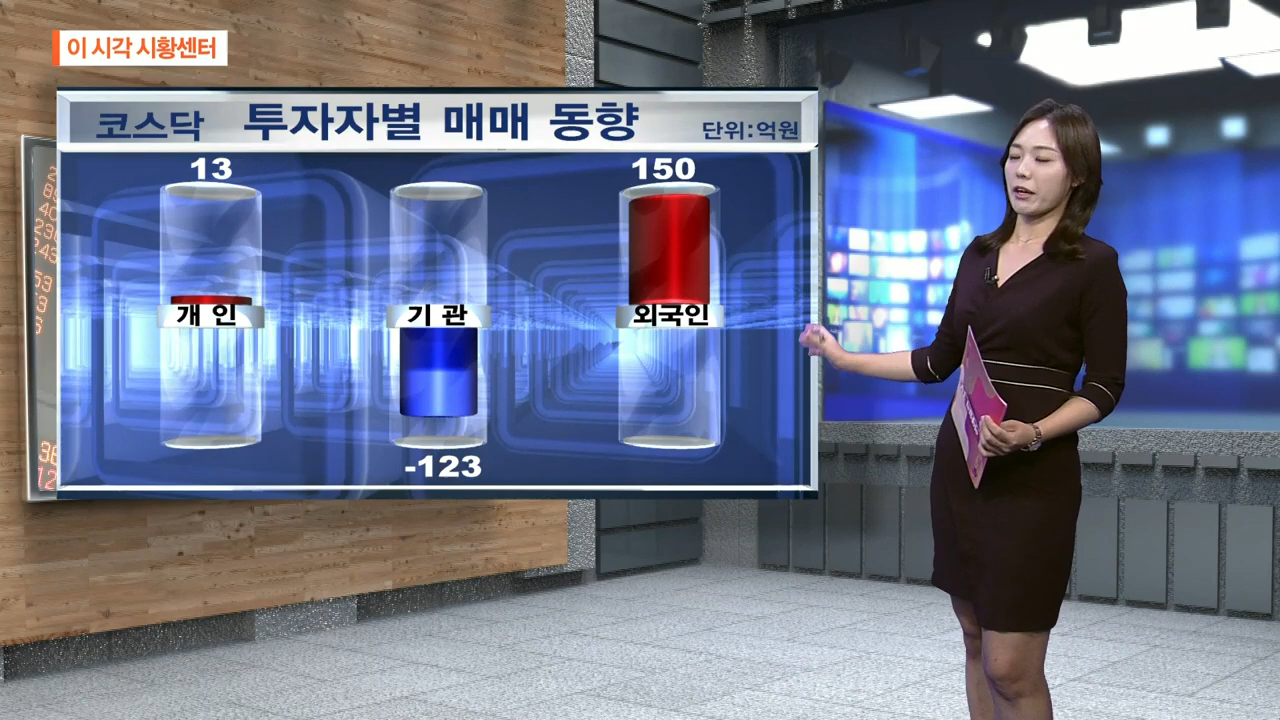 이 시각 시황센터
코스닥 투자자별 매매 동향 단위:억원
13 150
개인 기관 외국인
-123